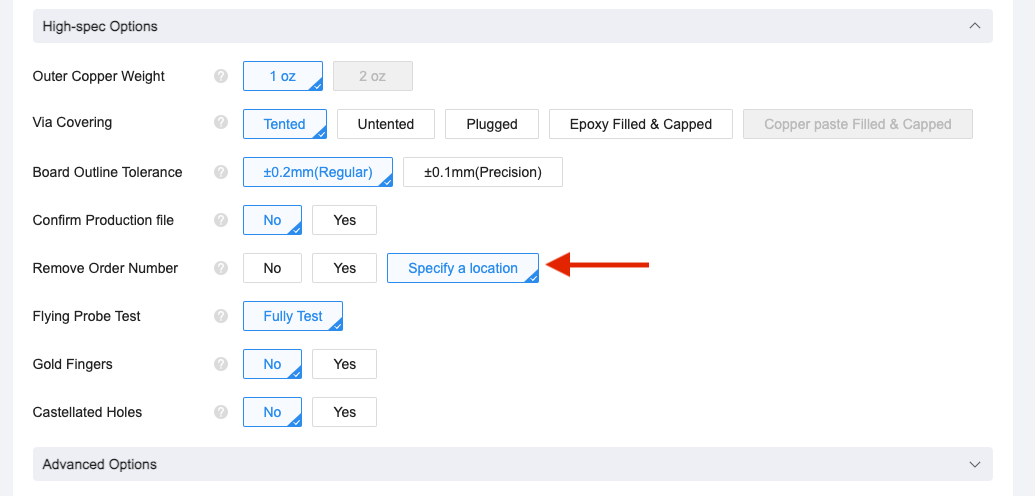 High-spec Options
Outer Copper Weight ? 1 oz 2 oz
Via Covering ? Tented Untented Plugged Epoxy Filled & Capped Copper paste Filled & Capped
Board Outline Tolerance ? ±0.2mm(Regular) ±0.1mm(Precision)
Confirm Production file ? No Yes
Remove Order Number ? No Yes Specify a location
Flying Probe Test ? Fully Test
Gold Fingers ? No Yes
Castellated Holes ? No Yes
Advanced Options